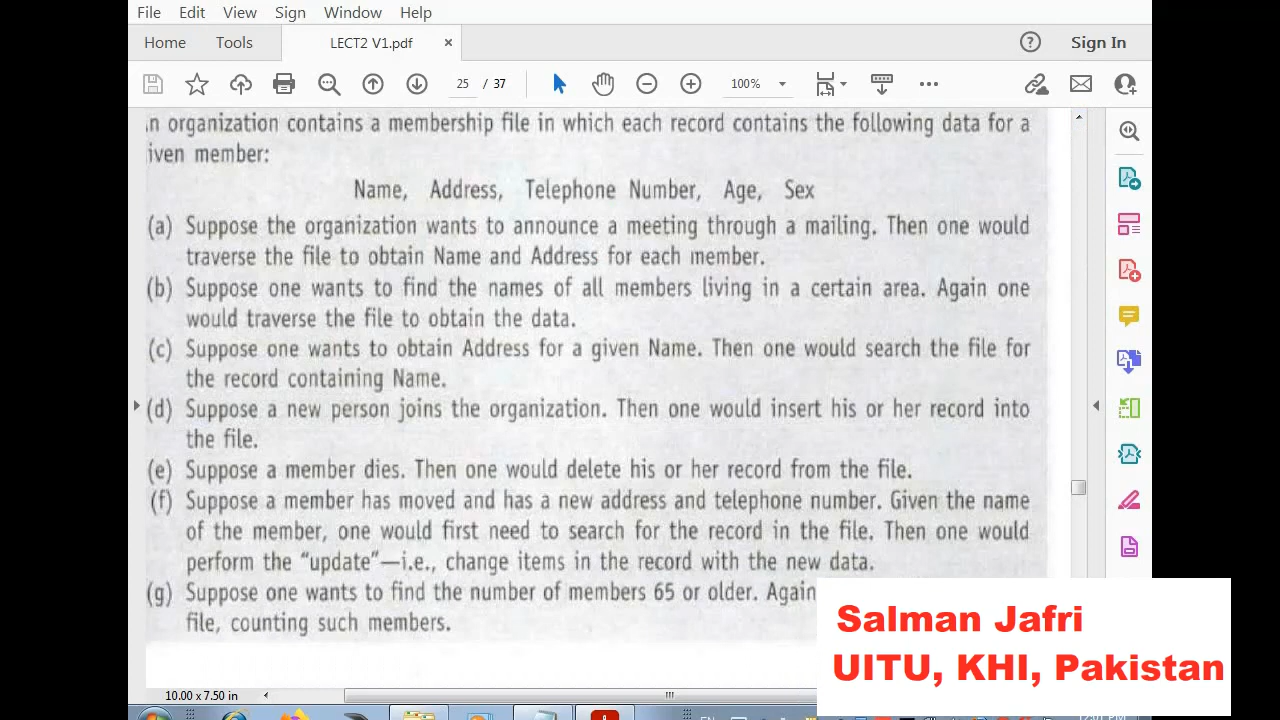 File Edit View Sign Window Help
Home Tools LECT2 V1.pdf × Sign In
25 / 37 100%
n organization contains a membership file in which each record contains the following data for a
iven member:
Name, Address, Telephone Number, Age, Sex
(a) Suppose the organization wants to announce a meeting through a mailing. Then one would
traverse the file to obtain Name and Address for each member.
(b) Suppose one wants to find the names of all members living in a certain area. Again one
would traverse the file to obtain the data.
(c) Suppose one wants to obtain Address for a given Name. Then one would search the file for
the record containing Name.
(d) Suppose a new person joins the organization. Then one would insert his or her record into
the file.
(e) Suppose a member dies. Then one would delete his or her record from the file.
(f) Suppose a member has moved and has a new address and telephone number. Given the name
of the member, one would first need to search for the record in the file. Then one would
perform the “update”—i.e., change items in the record with the new data.
(g) Suppose one wants to find the number of members 65 or older. Again
file, counting such members.
Salman Jafri
UITU, KHI, Pakistan
10.00 x 7.50 in